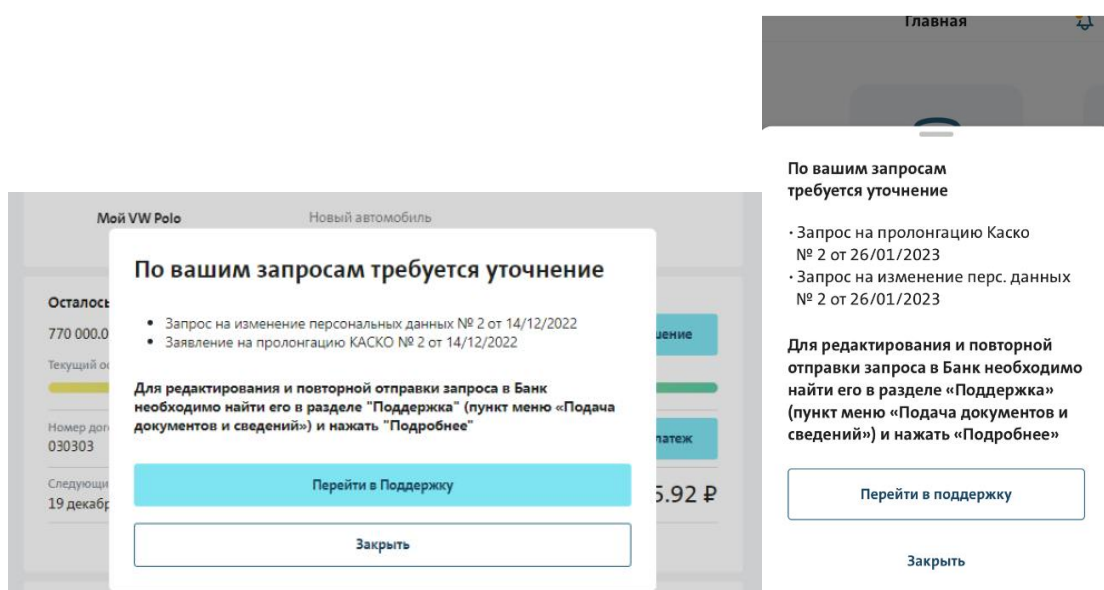 Мой VW Polo
Новый автомобиль
По вашим запросам требуется уточнение
Запрос на изменение персональных данных № 2 от 14/12/2022
Заявление на пролонгацию КАСКО № 2 от 14/12/2022
Для редактирования и повторной отправки запроса в Банк
необходимо найти его в разделе "Поддержка" (пункт меню «Подача
документов и сведений») и нажать "Подробнее"
Перейти в Поддержку
Закрыть
770 000.0
Текущий
030303
5.92 ₽
Главная
По вашим запросам
требуется уточнение
· Запрос на пролонгацию Каско
№ 2 от 26/01/2023
· Запрос на изменение перс. данных
№ 2 от 26/01/2023
Для редактирования и повторной
отправки запроса в Банк необходимо
найти его в разделе «Поддержка»
(пункт меню «Подача документов и
сведений») и нажать «Подробнее»
Перейти в поддержку
Закрыть